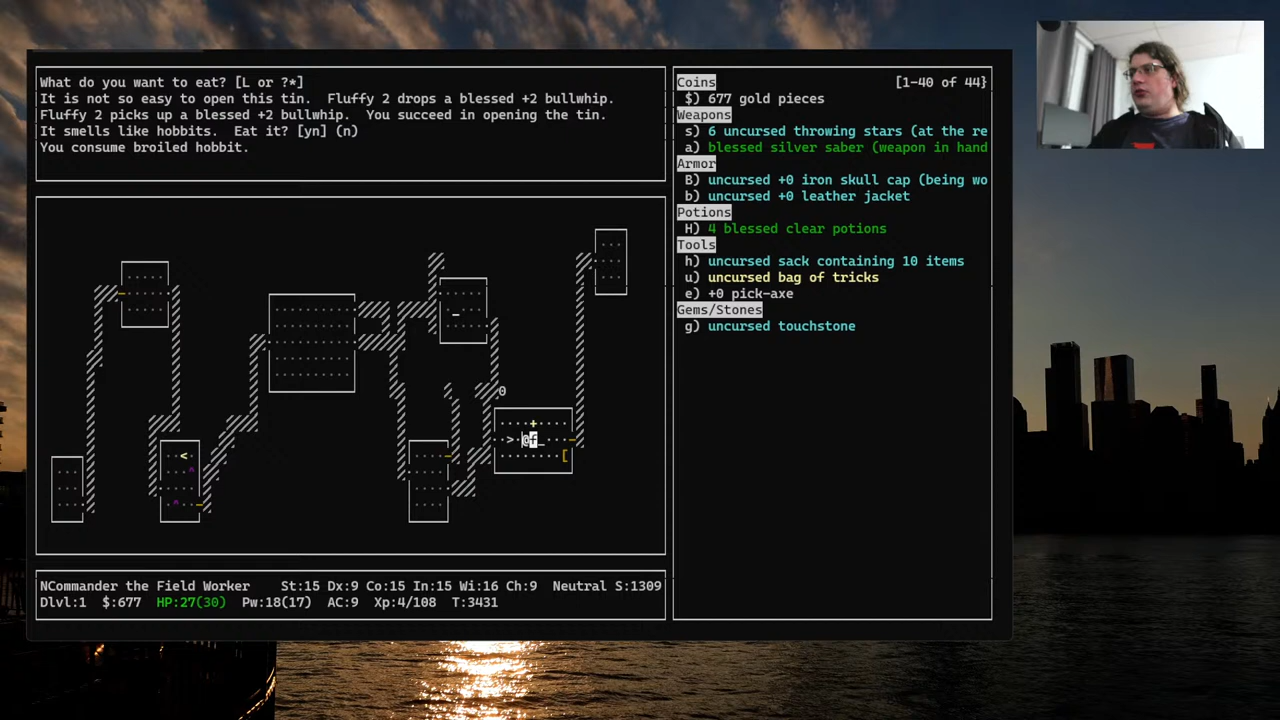 What do you want to eat? [L or ?*]
It is not so easy to open this tin.  Fluffy 2 drops a blessed +2 bullwhip.
Fluffy 2 picks up a blessed +2 bullwhip.  You succeed in opening the tin.
It smells like hobbits.  Eat it? [yn] (n)
You consume broiled hobbit.
NCommander the Field Worker    St:15 Dx:9 Co:15 In:15 Wi:16 Ch:9  Neutral S:1309
Dlvl:1  $:677  HP:27(30)  Pw:18(17)  AC:9  Xp:4/108  T:3431
Coins [1-40 of 44}
$) 677 gold pieces
Weapons
s) 6 uncursed throwing stars (at the re
a) blessed silver saber (weapon in hand
Armor
B) uncursed +0 iron skull cap (being wo
b) uncursed +0 leather jacket
Potions
H) 4 blessed clear potions
Tools
h) uncursed sack containing 10 items
u) uncursed bag of tricks
e) +0 pick-axe
Gems/Stones
g) uncursed touchstone